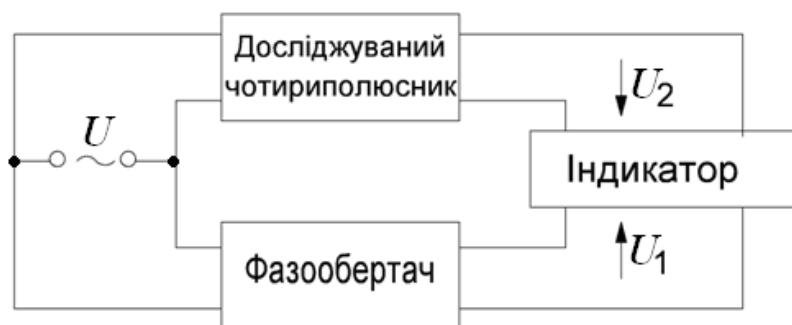 Досліджуваний
чотириполюсник
U
U2
Індикатор
Фазообертач
U1